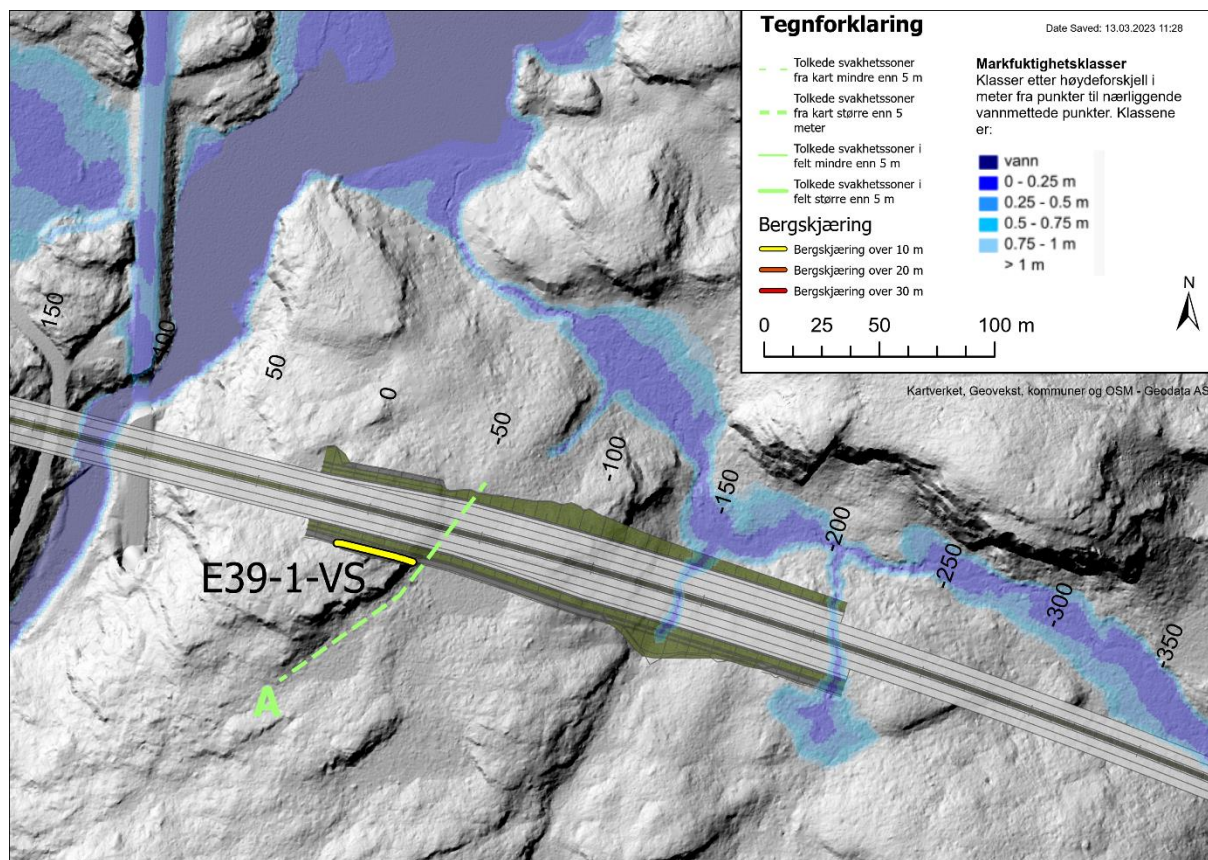 Tegnforklaring
Date Saved: 13.03.2023 11:28
Tolkede svakhetssoner
fra kart mindre enn 5 m
Tolkede svakhetssoner
fra kart større enn 5
meter
Tolkede svakhetssoner i
felt mindre enn 5 m
Tolkede svakhetssoner i
felt større enn 5 m
Bergskjæring
Bergskjæring over 10 m
Bergskjæring over 20 m
Bergskjæring over 30 m
Markfuktighetsklasser
Klasser etter høydeforskjell i
meter fra punkter til nærliggende
vannmettede punkter. Klassene
er:
vann
0 - 0.25 m
0.25 - 0.5 m
0.5 - 0.75 m
0.75 - 1 m
> 1 m
N
0 25 50 100 m
Kartverket, Geovekst, kommuner og OSM - Geodata AS
150
100
50
0
-50
-100
-150
-200
-250
-300
-350
E39-1-VS
A